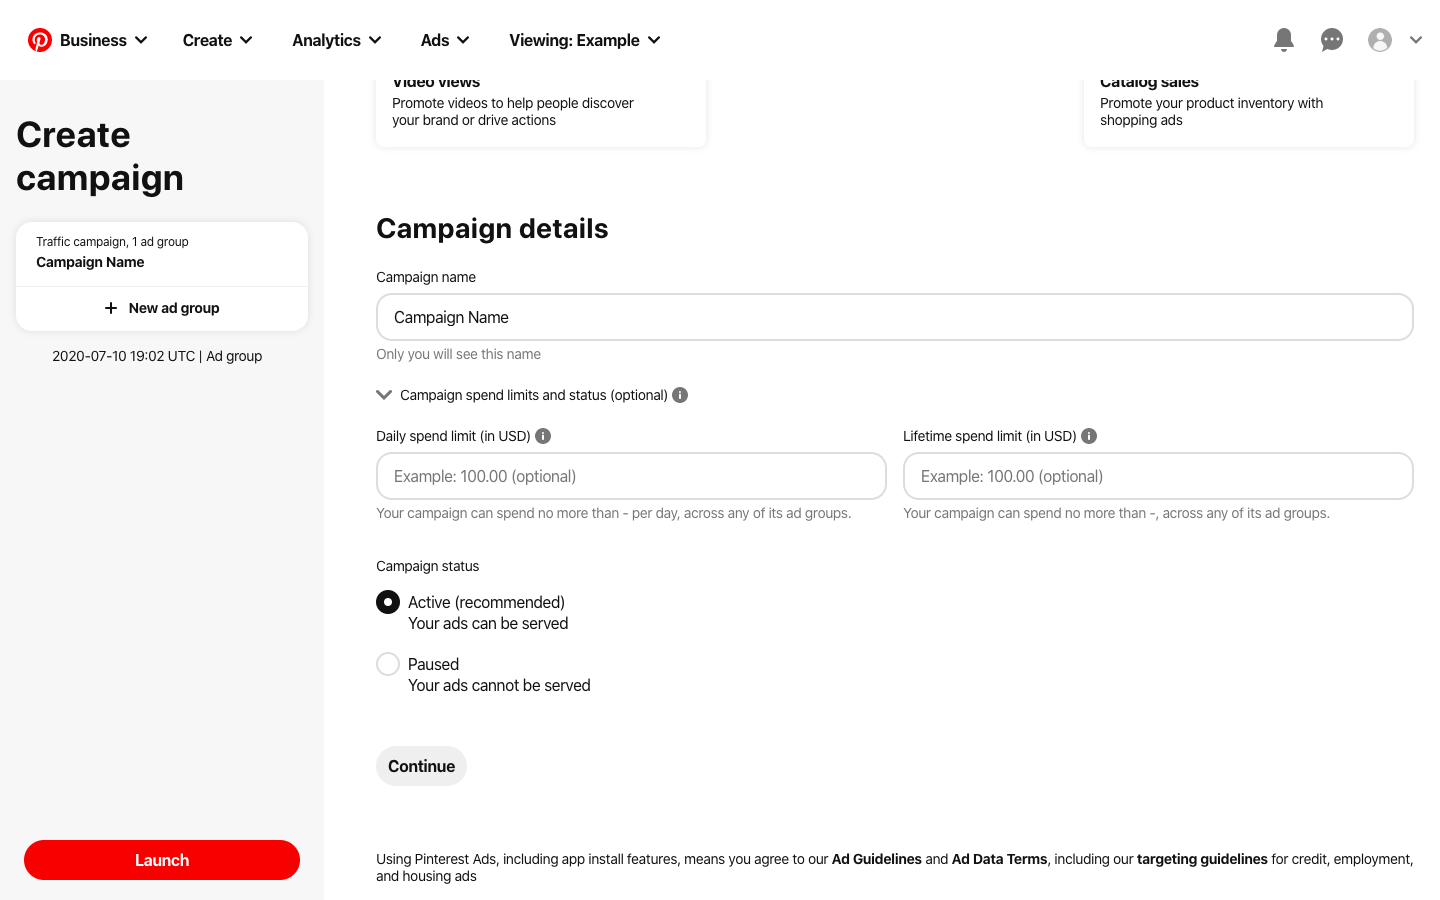 Business
Create
Analytics
Ads
Viewing: Example
Create
campaign
Traffic campaign, 1 ad group
Campaign Name
New ad group
2020-07-10 19:02 UTC | Ad group
Launch
Video views
Promote videos to help people discover
your brand or drive actions
Catalog sales
Promote your product inventory with
shopping ads
Campaign details
Campaign name
Campaign Name
Only you will see this name
Campaign spend limits and status (optional)
Daily spend limit (in USD)
Example: 100.00 (optional)
Your campaign can spend no more than - per day, across any of its ad groups.
Lifetime spend limit (in USD)
Example: 100.00 (optional)
Your campaign can spend no more than -, across any of its ad groups.
Campaign status
Active (recommended)
Your ads can be served
Paused
Your ads cannot be served
Continue
Using Pinterest Ads, including app install features, means you agree to our Ad Guidelines and Ad Data Terms, including our targeting guidelines for credit, employment,
and housing ads